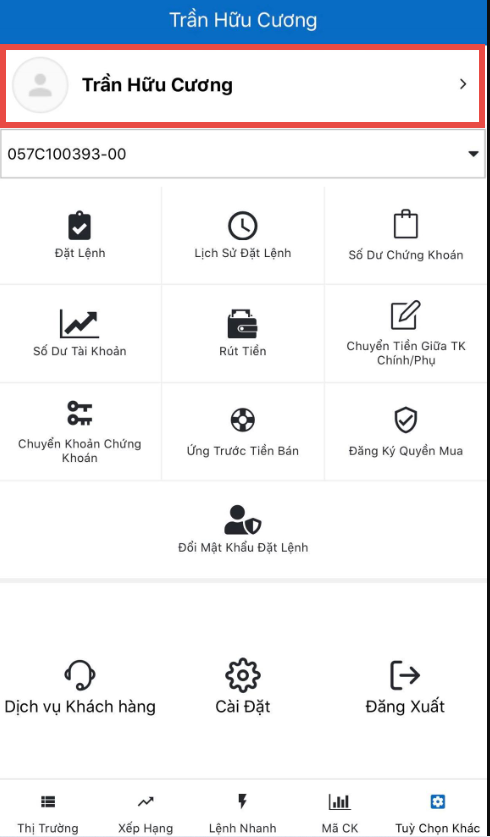 Trần Hữu Cương
Trần Hữu Cương
057C100393-00
Đặt Lệnh
Lịch Sử Đặt Lệnh
Số Dư Chứng Khoán
Số Dư Tài Khoản
Rút Tiền
Chuyển Tiền Giữa TK
Chính/Phụ
Chuyển Khoản Chứng
Khoán
Ứng Trước Tiền Bán
Đăng Ký Quyền Mua
Đổi Mật Khẩu Đặt Lệnh
Dịch vụ Khách hàng
Cài Đặt
Đăng Xuất
Thị Trường
Xếp Hạng
Lệnh Nhanh
Mã CK
Tuỳ Chọn Khác